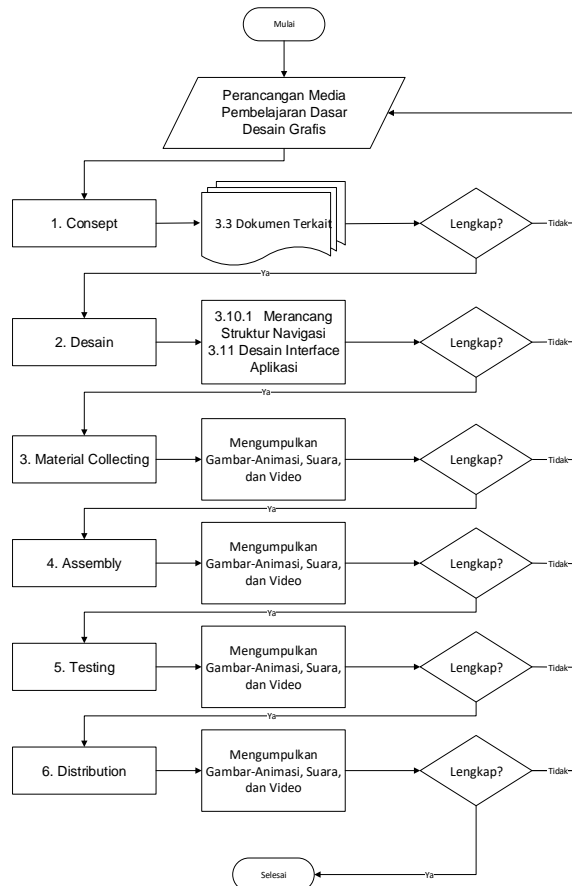 Mulai
Perancangan Media
Pembelajaran Dasar
Desain Grafis
1. Consept
3.3 Dokumen Terkait
Lengkap?
Tidak
Ya
2. Desain
3.10.1 Merancang
Struktur Navigasi
3.11 Desain Interface
Aplikasi
Lengkap?
Tidak
Ya
3. Material Collecting
Mengumpulkan
Gambar-Animasi, Suara,
dan Video
Lengkap?
Tidak
Ya
4. Assembly
Mengumpulkan
Gambar-Animasi, Suara,
dan Video
Lengkap?
Tidak
Ya
5. Testing
Mengumpulkan
Gambar-Animasi, Suara,
dan Video
Lengkap?
Tidak
Ya
6. Distribution
Mengumpulkan
Gambar-Animasi, Suara,
dan Video
Lengkap?
Tidak
Selesai
Ya